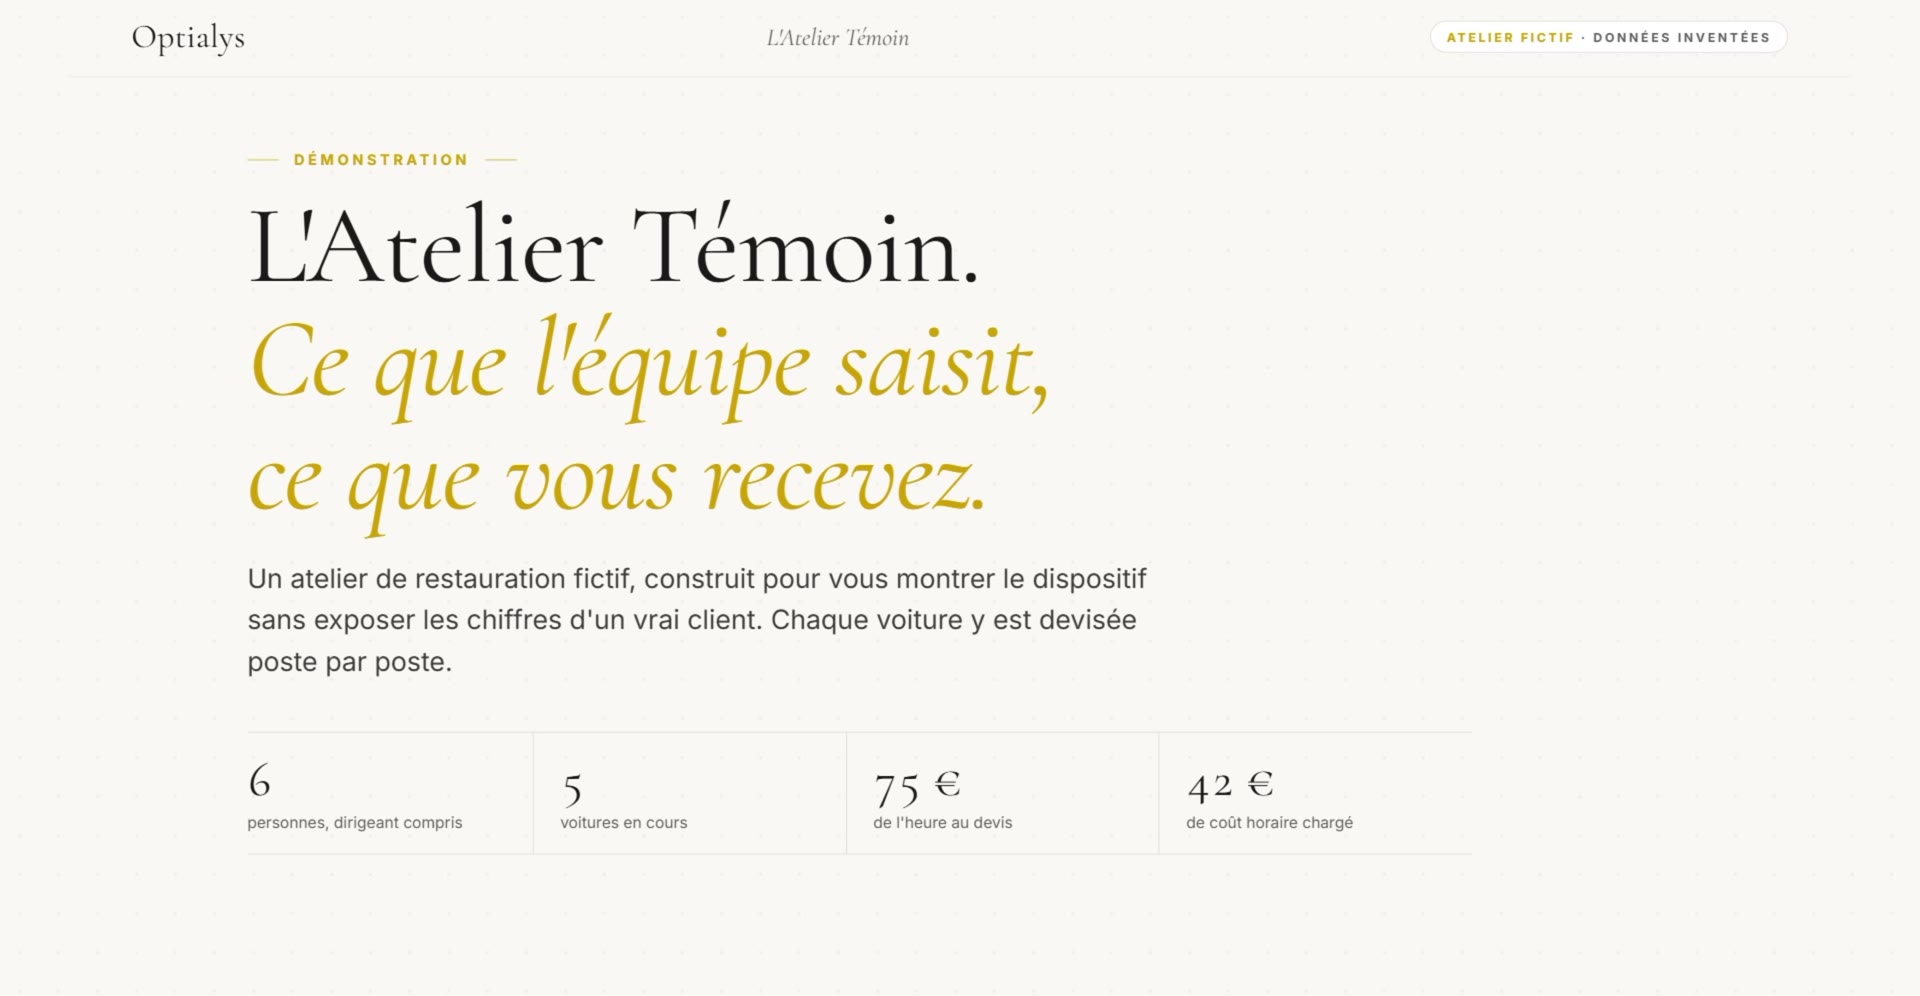 Optialys
L'Atelier Témoin
ATELIER FICTIF · DONNÉES INVENTÉES
DÉMONSTRATION
L'Atelier Témoin.
Ce que l'équipe saisit,
ce que vous recevez.
Un atelier de restauration fictif, construit pour vous montrer le dispositif
sans exposer les chiffres d'un vrai client. Chaque voiture y est devisée
poste par poste.
6
personnes, dirigeant compris
5
voitures en cours
75 €
de l'heure au devis
42 €
de coût horaire chargé